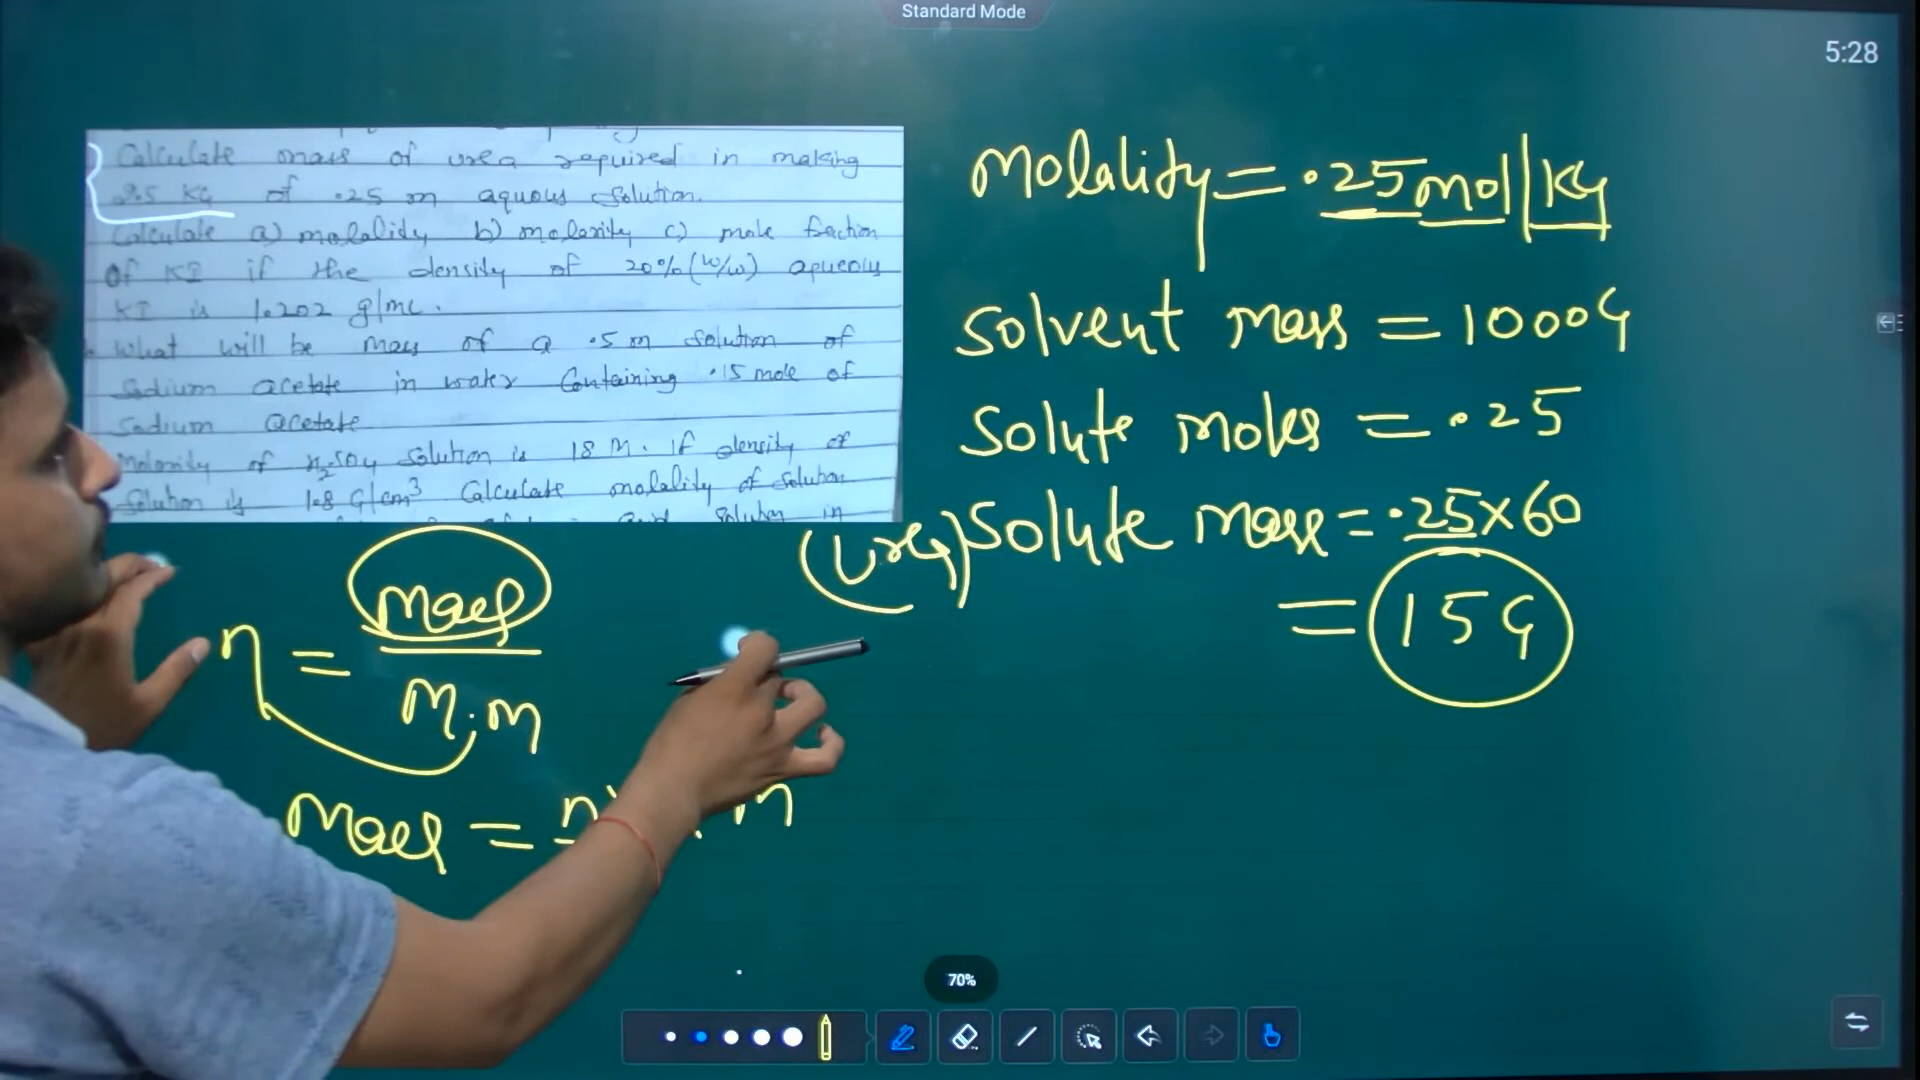 Standard Mode
5:28
Calculate mass of urea required in making
2.5 KG of .25 m aquous solution.
Calculate a) molality b) molarity c) mole fraction
of KI if the density of 20% (w/w) aqueous
KI is 1.202 g/mL.
What will be mass of a .5 m solution of
Sodium acetate in water Containing .15 mole of
Sodium acetate
Molarity of H2SO4 solution is 18 M. If density of
Solution is 1.8 G/cm3 Calculate molality of Solution
acid solution in
molality = .25 mol/KG
solvent mass = 1000G
solute moles = .25
(Urea) Solute mass = .25×60
= 15G
n = mass
M.M
mass = n
70%